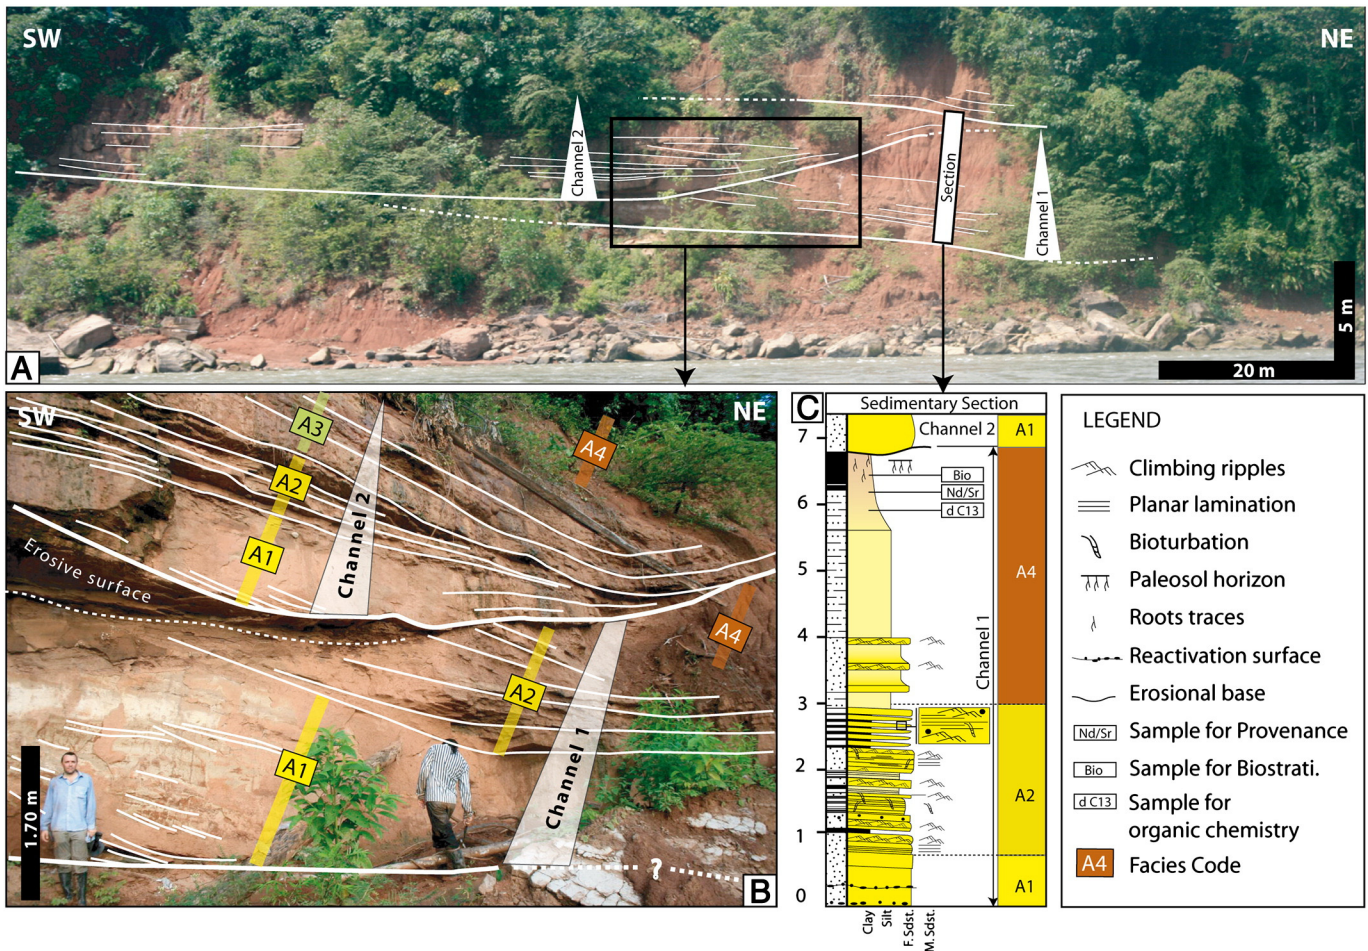 SW
NE
Channel 2
Section
Channel 1
5 m
20 m
A
SW
NE
A3
A4
A2
A1
Channel 2
Erosive surface
A4
A2
A1
Channel 1
1.70 m
?
B
C
Sedimentary Section
7
Channel 2
A1
Bio
Nd/Sr
6
d C13
5
A4
4
Channel 1
3
2
A2
1
A1
0
Clay
Silt
F. Sdst.
M. Sdst.
LEGEND
Climbing ripples
Planar lamination
Bioturbation
Paleosol horizon
Roots traces
Reactivation surface
Erosional base
Nd/Sr Sample for Provenance
Bio Sample for Biostrati.
d C13 Sample for
organic chemistry
A4 Facies Code